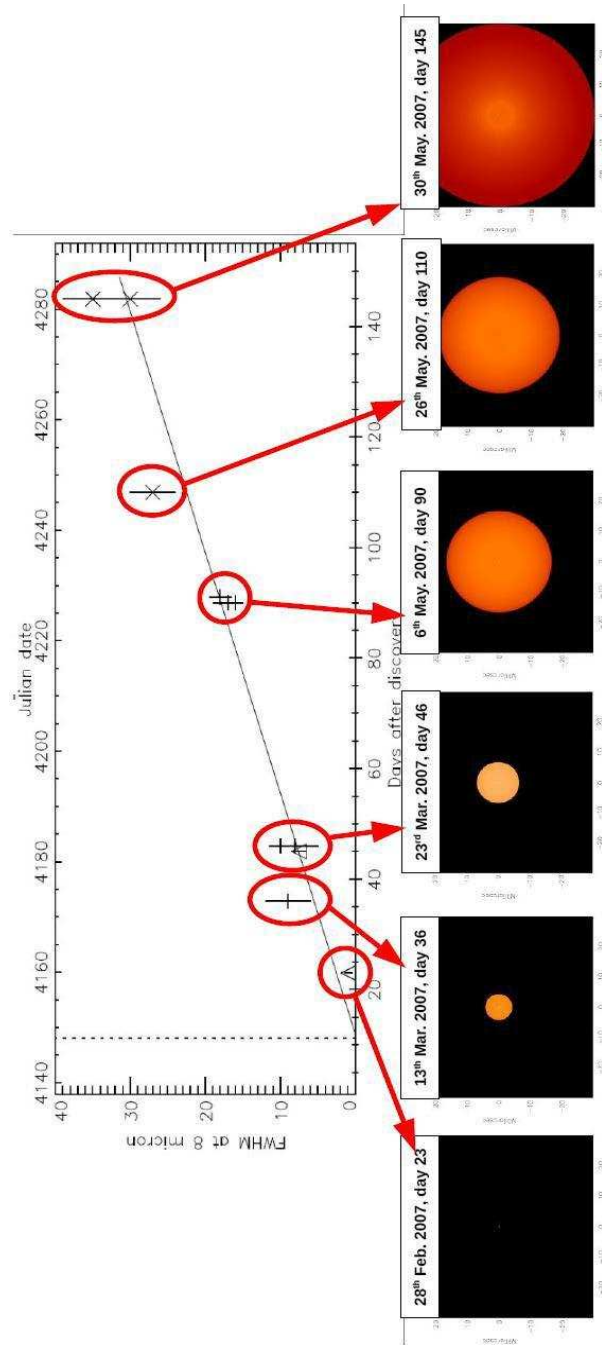 Julian date
4140 4160 4180 4200 4220 4240 4260 4280
FWHM at 8 micron
40
30
20
10
0
20 40 60 80 100 120 140
Days after discover
28th Feb. 2007, day 23
13th Mar. 2007, day 36
23rd Mar. 2007, day 46
6th May. 2007, day 90
26th May. 2007, day 110
30th May. 2007, day 145